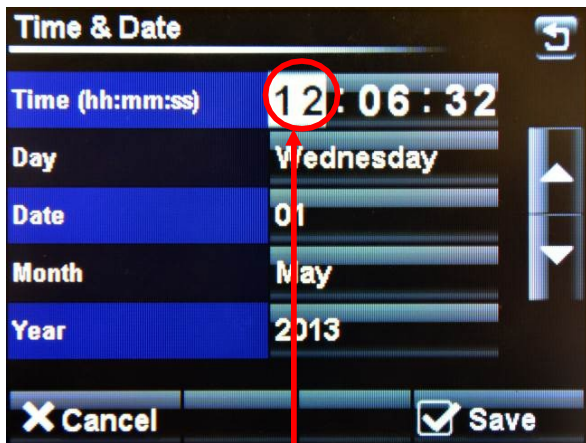 Time & Date
Time (hh:mm:ss) 12:06:32
Day Wednesday
Date 01
Month May
Year 2013
Cancel Save